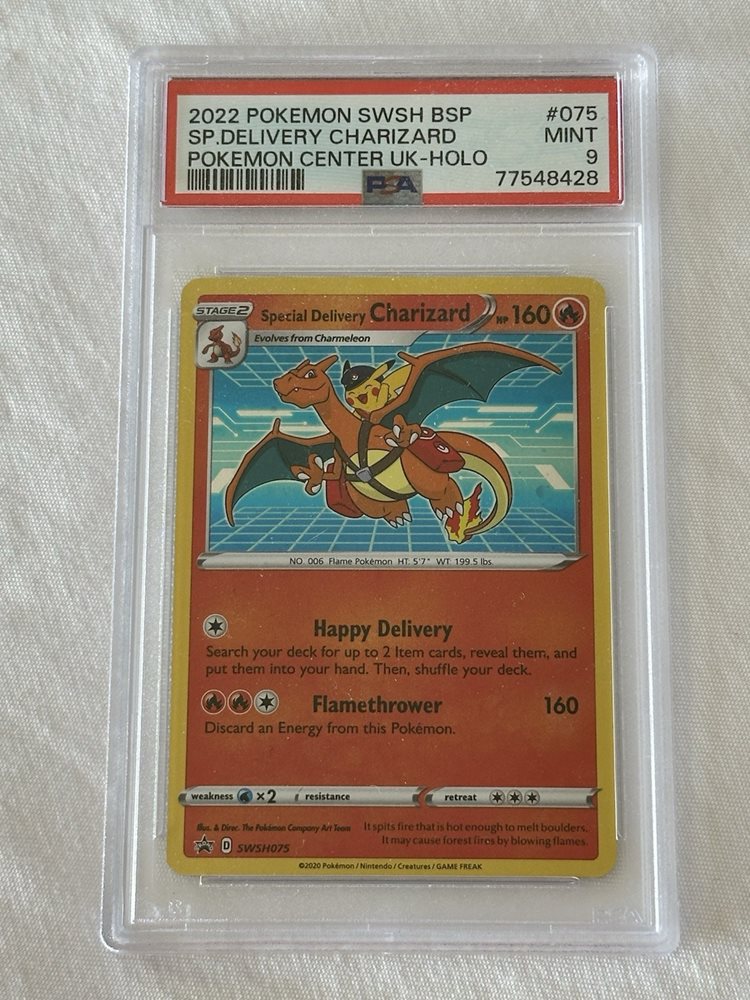 2022 POKEMON SWSH BSP #075
SP.DELIVERY CHARIZARD MINT
POKEMON CENTER UK-HOLO 9
PSA 77548428
STAGE 2 Special Delivery Charizard HP 160
Evolves from Charmeleon
NO. 006 Flame Pokémon HT: 5'7" WT: 199.5 lbs.
Happy Delivery
Search your deck for up to 2 Item cards, reveal them, and
put them into your hand. Then, shuffle your deck.
Flamethrower 160
Discard an Energy from this Pokémon.
weakness ×2 resistance retreat
Illus. & Direc. The Pokémon Company Art Team It spits fire that is hot enough to melt boulders.
It may cause forest fires by blowing flames.
D SWSH075
©2020 Pokémon / Nintendo / Creatures / GAME FREAK